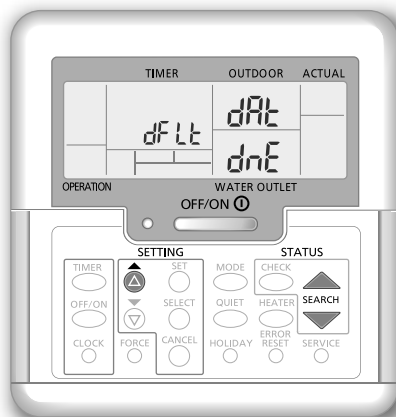 TIMER OUTDOOR ACTUAL
dAt
dFLt
dnE
OPERATION WATER OUTLET
OFF/ON
SETTING STATUS
TIMER SET MODE CHECK
OFF/ON SELECT QUIET HEATER SEARCH
CLOCK FORCE CANCEL HOLIDAY ERROR RESET SERVICE